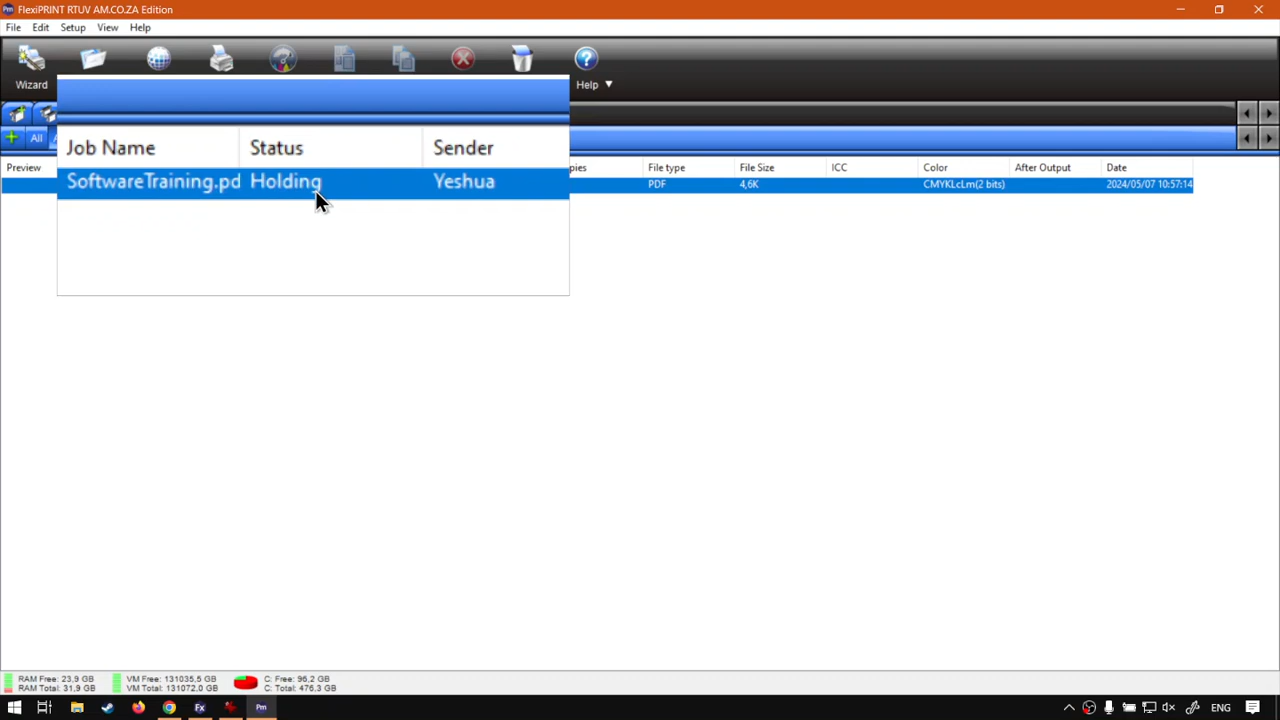 Pm FlexiPRINT RTUV AM.CO.ZA Edition
File Edit Setup View Help
Wizard Help
All
Preview Job Name Status Sender File type File Size ICC Color After Output Date
SoftwareTraining.pd Holding Yeshua PDF 4,6K CMYKLcLm(2 bits) 2024/05/07 10:57:14
RAM Free: 23,9 GB VM Free: 131035,5 GB C: Free: 96,2 GB
RAM Total: 31,9 GB VM Total: 131072,0 GB C: Total: 476,3 GB
Fx Pm ENG